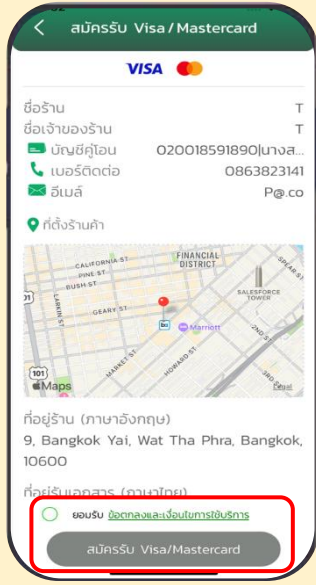 สมัครรับ Visa/Mastercard
VISA
ชื่อร้าน T
ชื่อเจ้าของร้าน T
บัญชีคู่โอน 020018591890|นางส...
เบอร์ติดต่อ 0863823141
อีเมล์ P@.co
ที่ตั้งร้านค้า
CALIFORNIA ST
FINANCIAL
DISTRICT
PINE ST
BUSH ST
SPEAR S
SALESFORCE
TOWER
LARKIN ST
GEARY ST
Marriott
2ND S
MARKET ST
HOWARD ST
3RD S
101
Maps
Legal
ที่อยู่ร้าน (ภาษาอังกฤษ)
9, Bangkok Yai, Wat Tha Phra, Bangkok,
10600
ที่อยู่รับเอกสาร (ภาษาไทย)
ยอมรับ ข้อตกลงและเงื่อนไขการใช้บริการ
สมัครรับ Visa/Mastercard